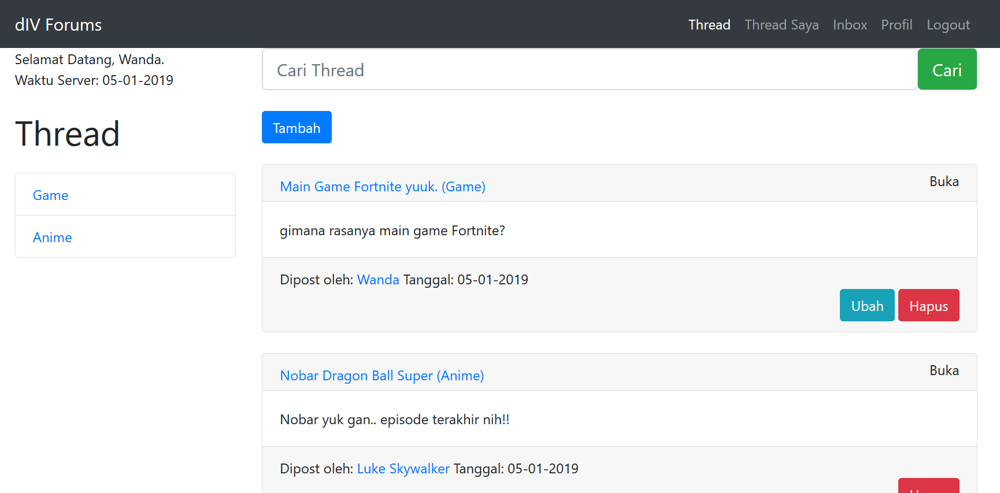 dIV Forums
Thread Thread Saya Inbox Profil Logout
Selamat Datang, Wanda.
Waktu Server: 05-01-2019
Thread
Game
Anime
Cari Thread
Cari
Tambah
Main Game Fortnite yuuk. (Game)
Buka
gimana rasanya main game Fortnite?
Dipost oleh: Wanda Tanggal: 05-01-2019
Ubah Hapus
Nobar Dragon Ball Super (Anime)
Buka
Nobar yuk gan.. episode terakhir nih!!
Dipost oleh: Luke Skywalker Tanggal: 05-01-2019